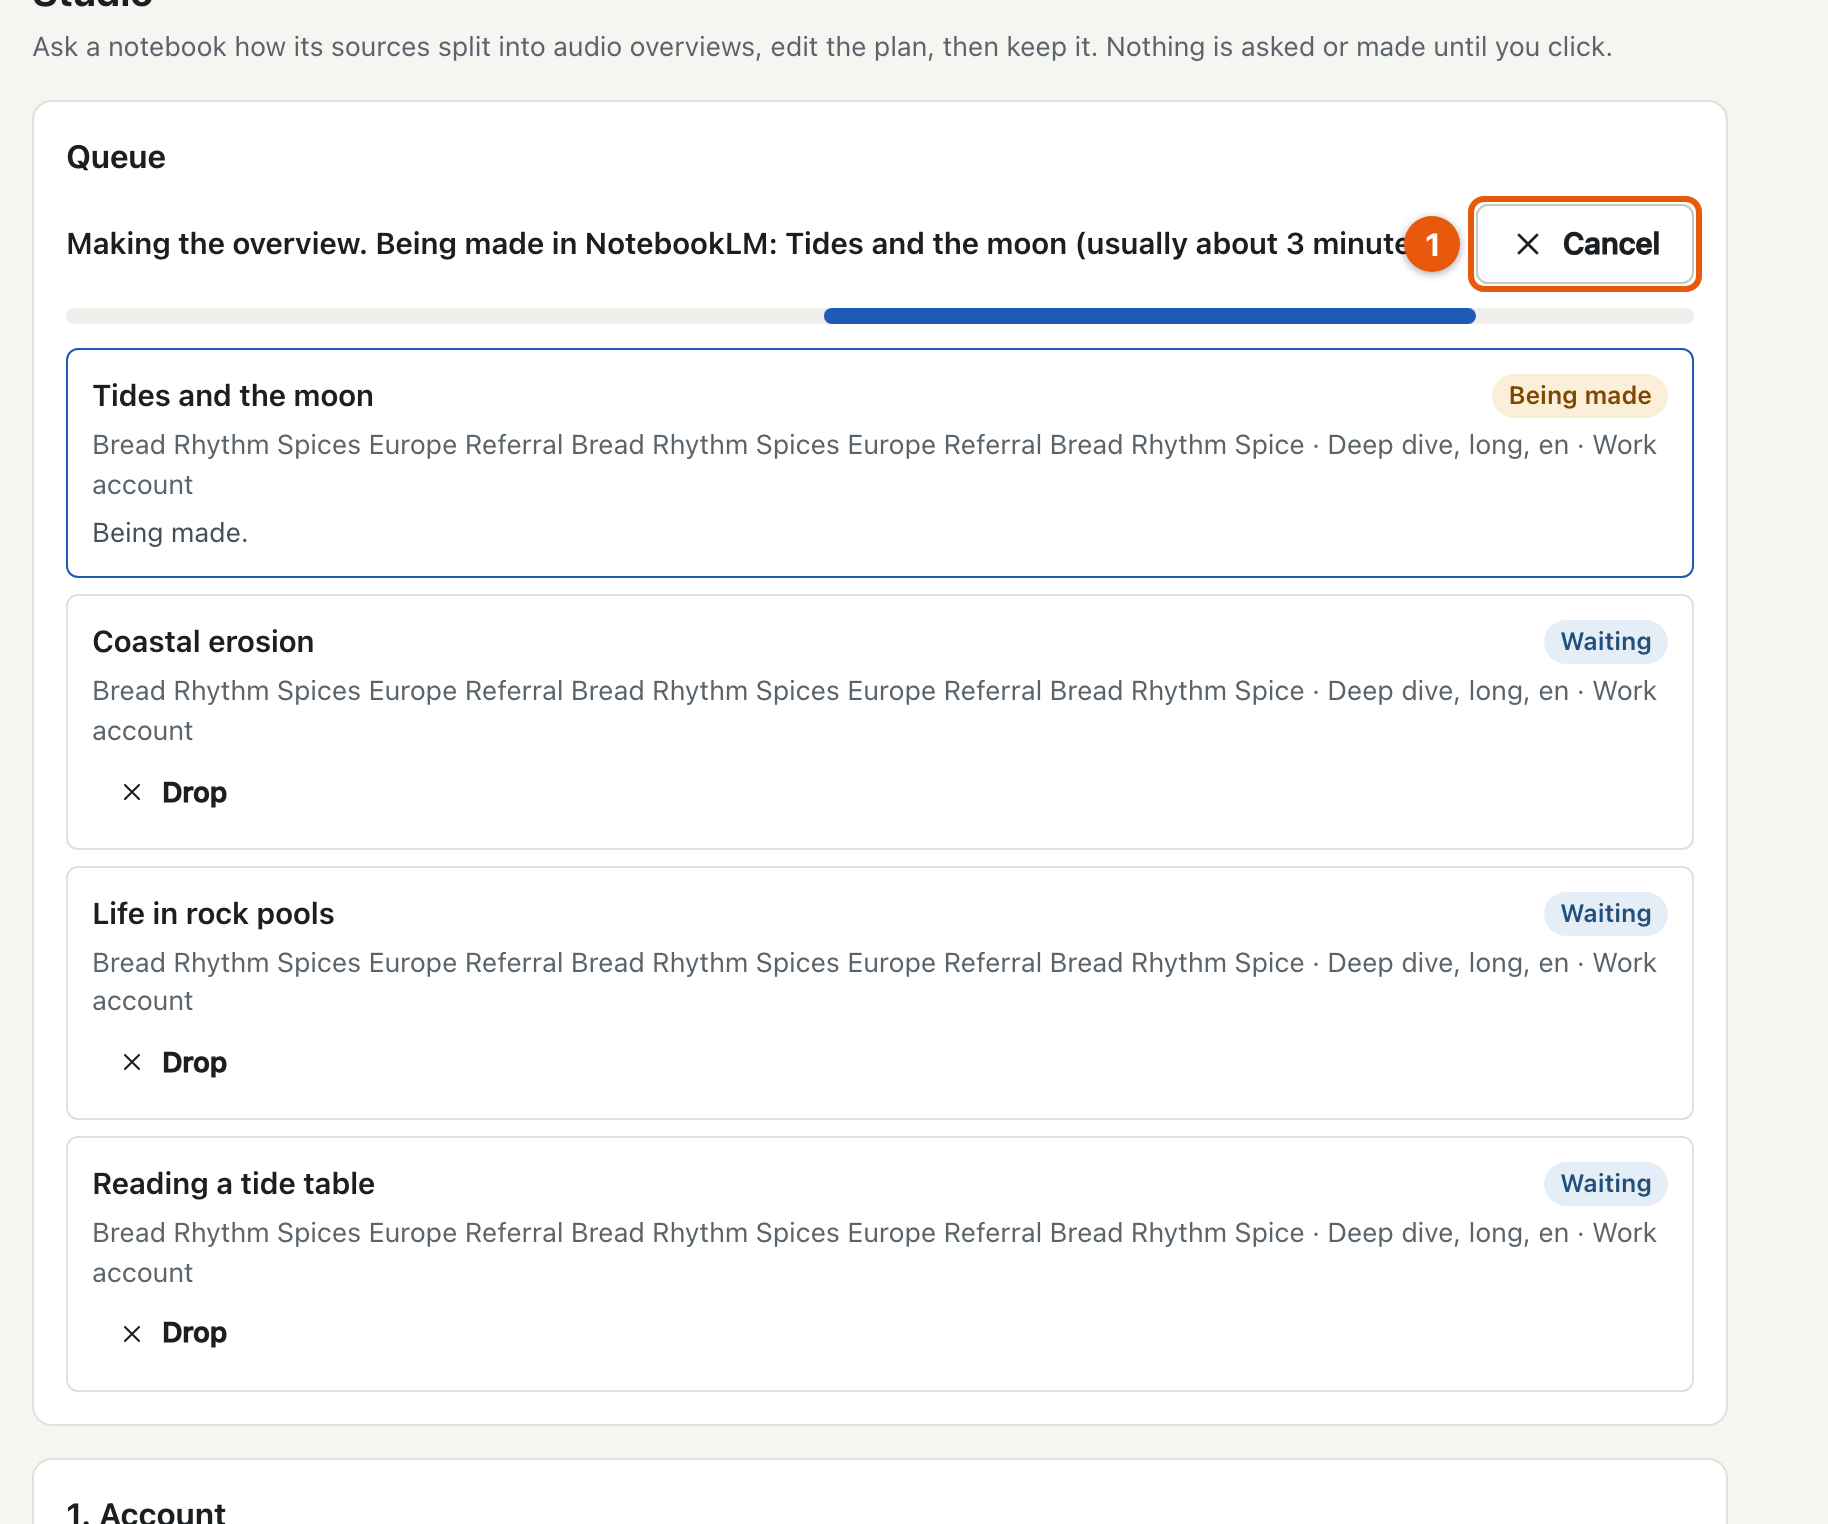 Studio
Ask a notebook how its sources split into audio overviews, edit the plan, then keep it. Nothing is asked or made until you click.
Queue
Making the overview. Being made in NotebookLM: Tides and the moon (usually about 3 minute
1
Cancel
Tides and the moon
Being made
Bread Rhythm Spices Europe Referral Bread Rhythm Spices Europe Referral Bread Rhythm Spice · Deep dive, long, en · Work
account
Being made.
Coastal erosion
Waiting
Bread Rhythm Spices Europe Referral Bread Rhythm Spices Europe Referral Bread Rhythm Spice · Deep dive, long, en · Work
account
Drop
Life in rock pools
Waiting
Bread Rhythm Spices Europe Referral Bread Rhythm Spices Europe Referral Bread Rhythm Spice · Deep dive, long, en · Work
account
Drop
Reading a tide table
Waiting
Bread Rhythm Spices Europe Referral Bread Rhythm Spices Europe Referral Bread Rhythm Spice · Deep dive, long, en · Work
account
Drop
1. Account